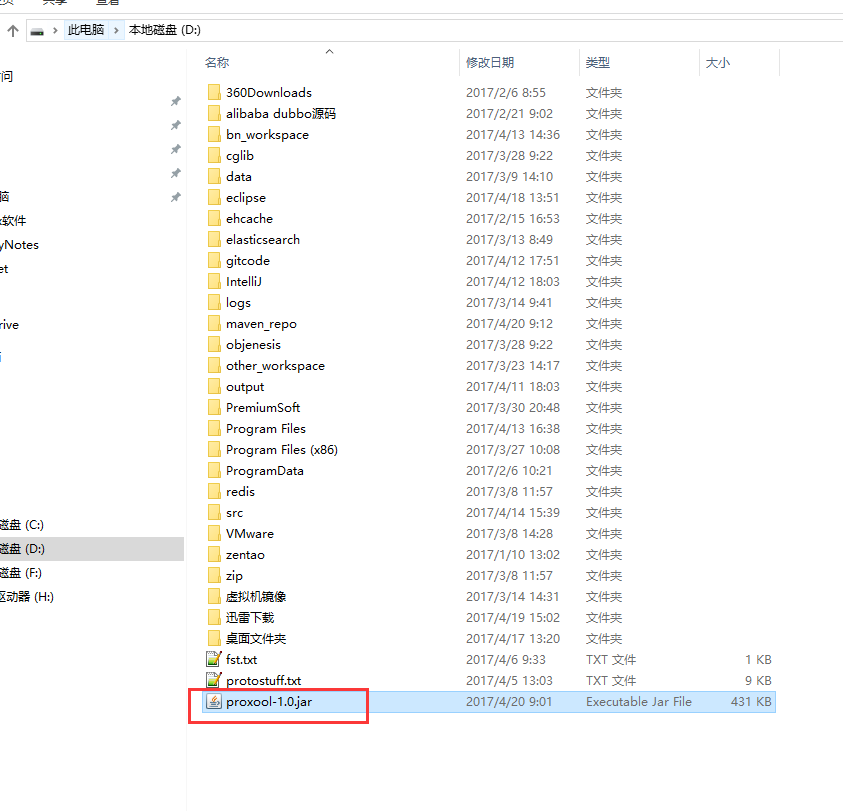 共享
查看
此电脑 本地磁盘 (D:)
名称 修改日期 类型 大小
360Downloads 2017/2/6 8:55 文件夹
alibaba dubbo源码 2017/2/21 9:02 文件夹
bn_workspace 2017/4/13 14:36 文件夹
cglib 2017/3/28 9:22 文件夹
data 2017/3/9 14:10 文件夹
eclipse 2017/4/18 13:51 文件夹
ehcache 2017/2/15 16:53 文件夹
elasticsearch 2017/3/13 8:49 文件夹
gitcode 2017/4/12 17:51 文件夹
IntelliJ 2017/4/12 18:03 文件夹
logs 2017/3/14 9:41 文件夹
maven_repo 2017/4/20 9:12 文件夹
objenesis 2017/3/28 9:22 文件夹
other_workspace 2017/3/23 14:17 文件夹
output 2017/4/11 18:03 文件夹
PremiumSoft 2017/3/30 20:48 文件夹
Program Files 2017/4/13 16:38 文件夹
Program Files (x86) 2017/3/27 10:08 文件夹
ProgramData 2017/2/6 10:21 文件夹
redis 2017/3/8 11:57 文件夹
src 2017/4/14 15:39 文件夹
VMware 2017/3/8 14:28 文件夹
zentao 2017/1/10 13:02 文件夹
zip 2017/3/8 11:57 文件夹
虚拟机镜像 2017/3/14 14:31 文件夹
迅雷下载 2017/4/19 15:02 文件夹
桌面文件夹 2017/4/17 13:20 文件夹
fst.txt 2017/4/6 9:33 TXT 文件 1 KB
protostuff.txt 2017/4/5 13:03 TXT 文件 9 KB
proxool-1.0.jar 2017/4/20 9:01 Executable Jar File 431 KB
问
脑
软件
yNotes
et
rive
磁盘 (C:)
磁盘 (D:)
磁盘 (F:)
驱动器 (H:)